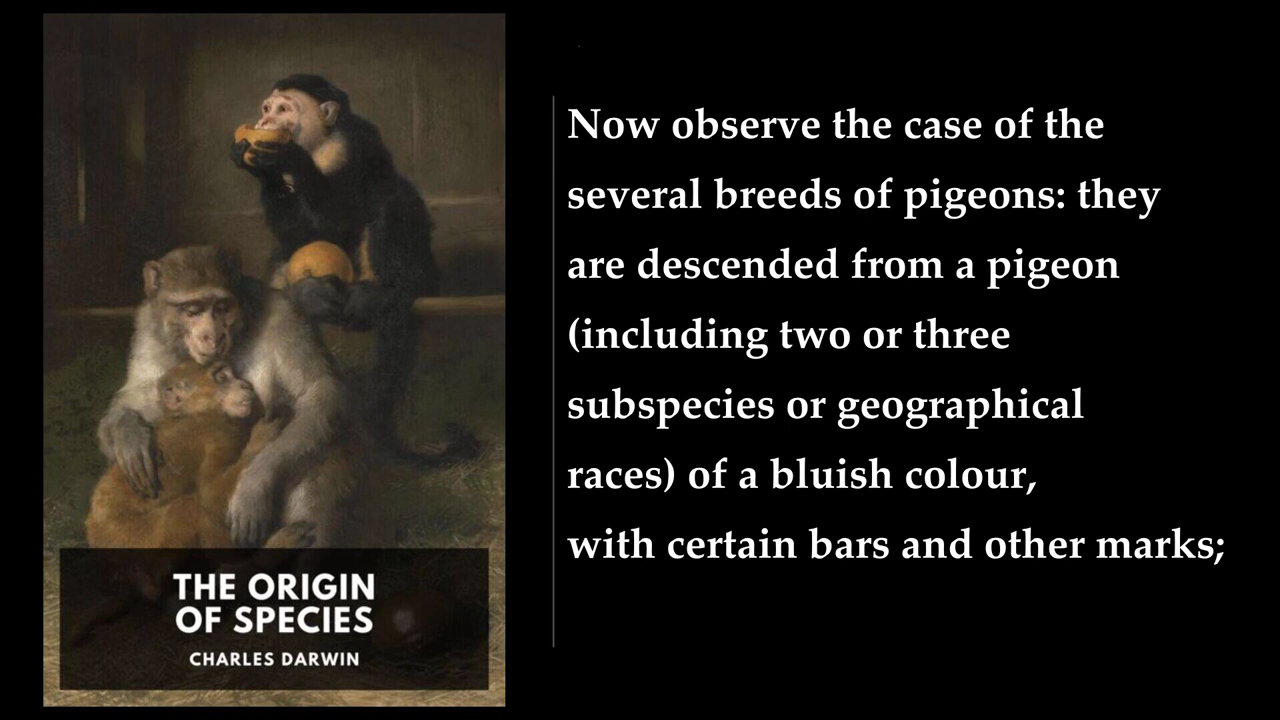 THE ORIGIN
OF SPECIES
CHARLES DARWIN
Now observe the case of the
several breeds of pigeons: they
are descended from a pigeon
(including two or three
subspecies or geographical
races) of a bluish colour,
with certain bars and other marks;